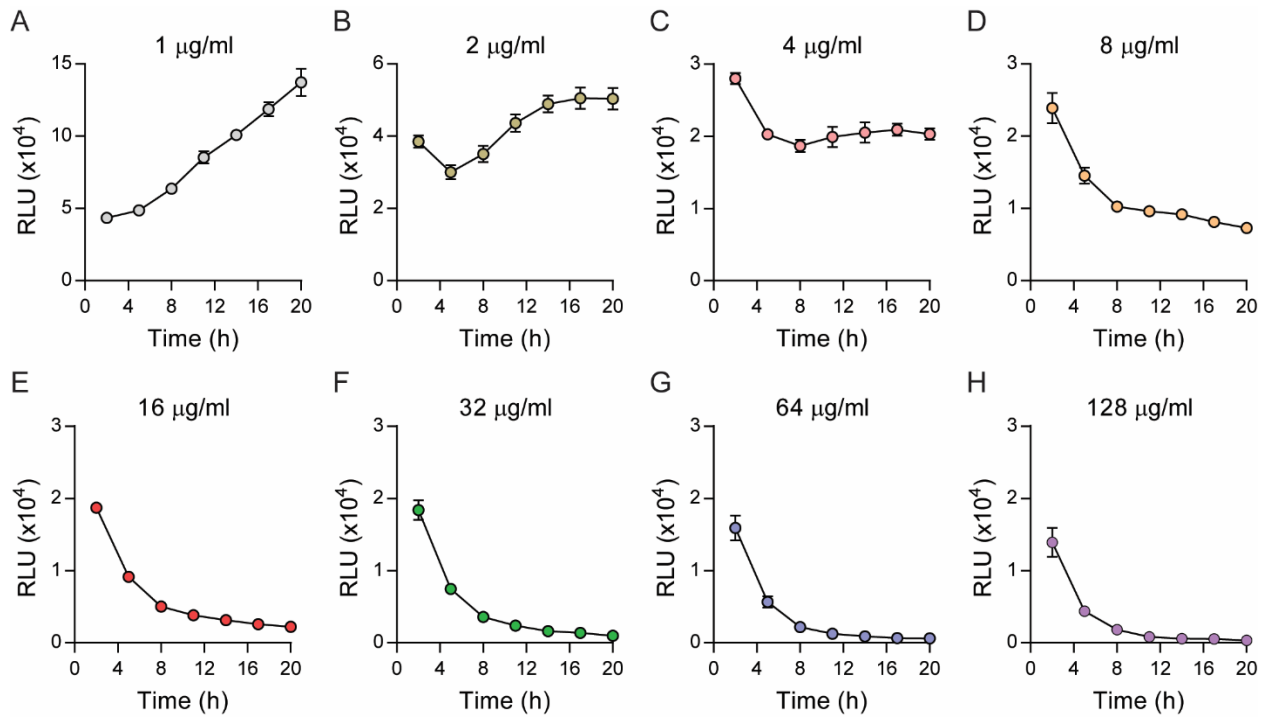 A
1 μg/ml
RLU (x10⁴)
15
10
5
0
0 4 8 12 16 20
Time (h)
B
2 μg/ml
RLU (x10⁴)
6
4
2
0
0 4 8 12 16 20
Time (h)
C
4 μg/ml
RLU (x10⁴)
3
2
1
0
0 4 8 12 16 20
Time (h)
D
8 μg/ml
RLU (x10⁴)
3
2
1
0
0 4 8 12 16 20
Time (h)
E
16 μg/ml
RLU (x10⁴)
3
2
1
0
0 4 8 12 16 20
Time (h)
F
32 μg/ml
RLU (x10⁴)
3
2
1
0
0 4 8 12 16 20
Time (h)
G
64 μg/ml
RLU (x10⁴)
3
2
1
0
0 4 8 12 16 20
Time (h)
H
128 μg/ml
RLU (x10⁴)
3
2
1
0
0 4 8 12 16 20
Time (h)